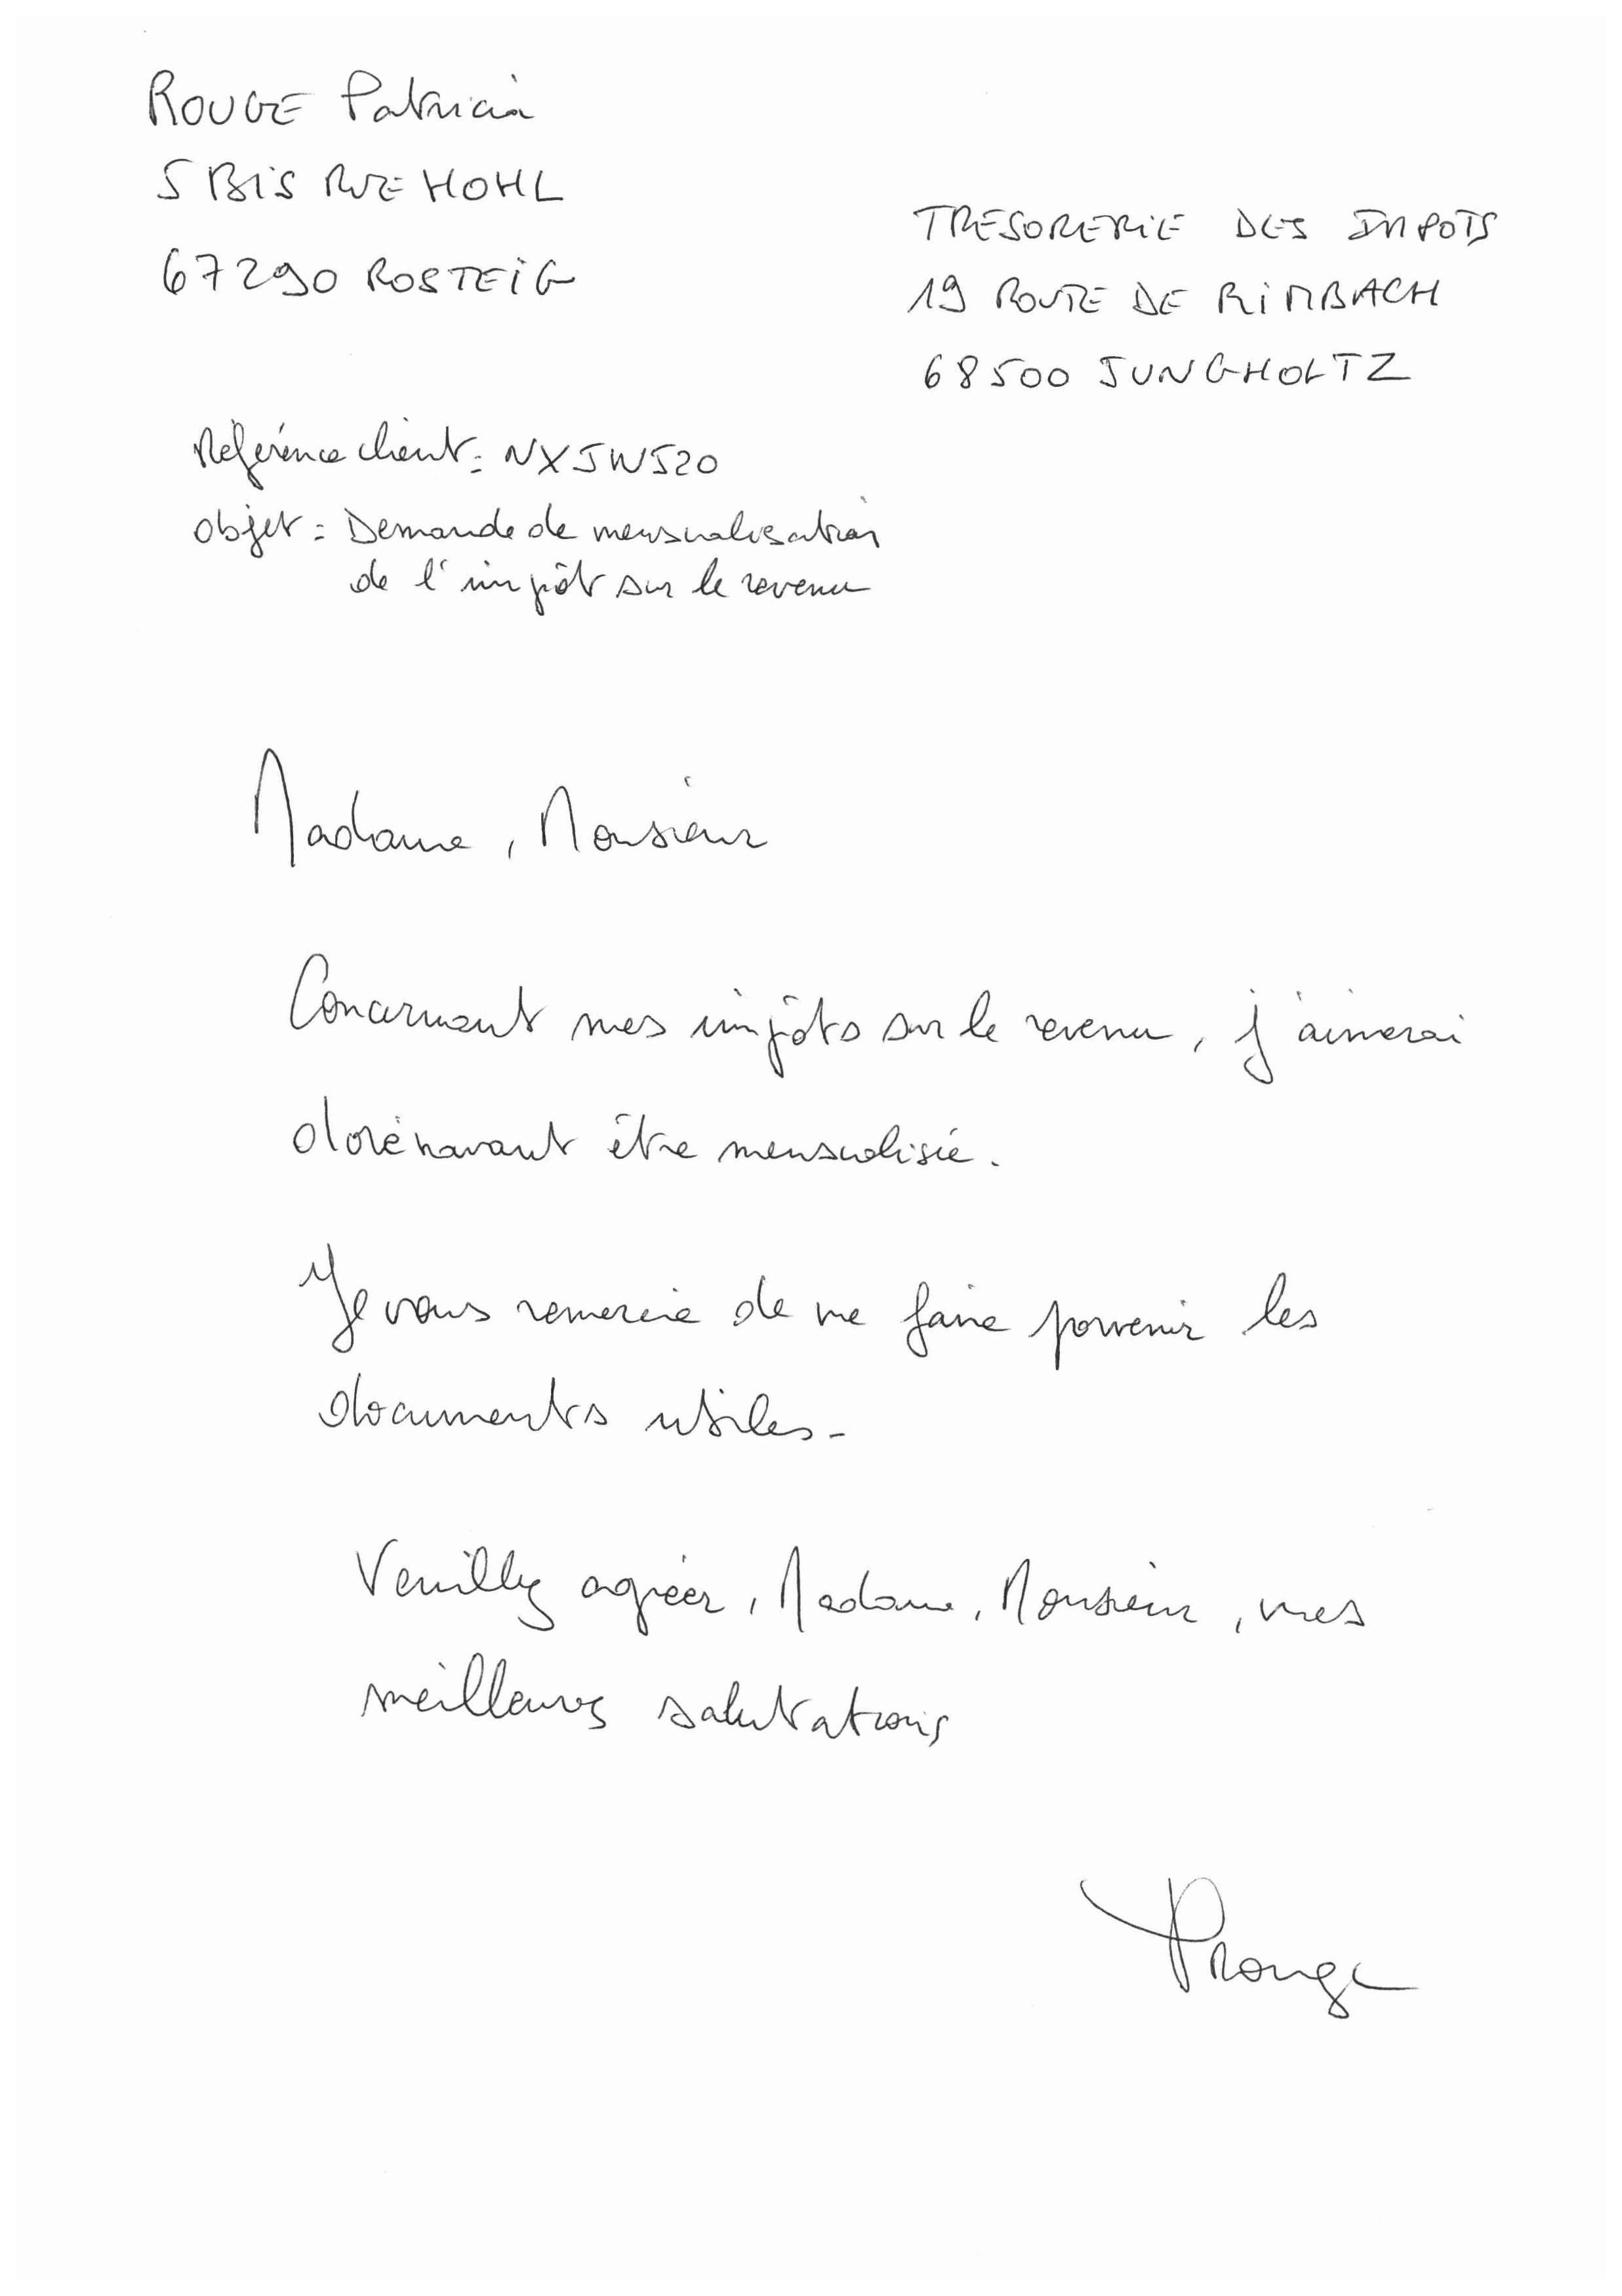 ROUGE Patricia
5 BIS RUE HOHL
67290 ROSTEIG
TRESORERIE DES IMPOTS
19 ROUTE DE RIMBACH
68500 JUNGHOLTZ
Référence client : NXJWJ20
Objet : Demande de mensualisation
de l'impôt sur le revenu
Madame, Monsieur
Concernant mes impôts sur le revenu, j'aimerai
dorénavant être mensualisée.
Je vous remercie de me faire parvenir les
documents utiles.
Veuillez agréer, Madame, Monsieur, mes
meilleures salutations
PRouge